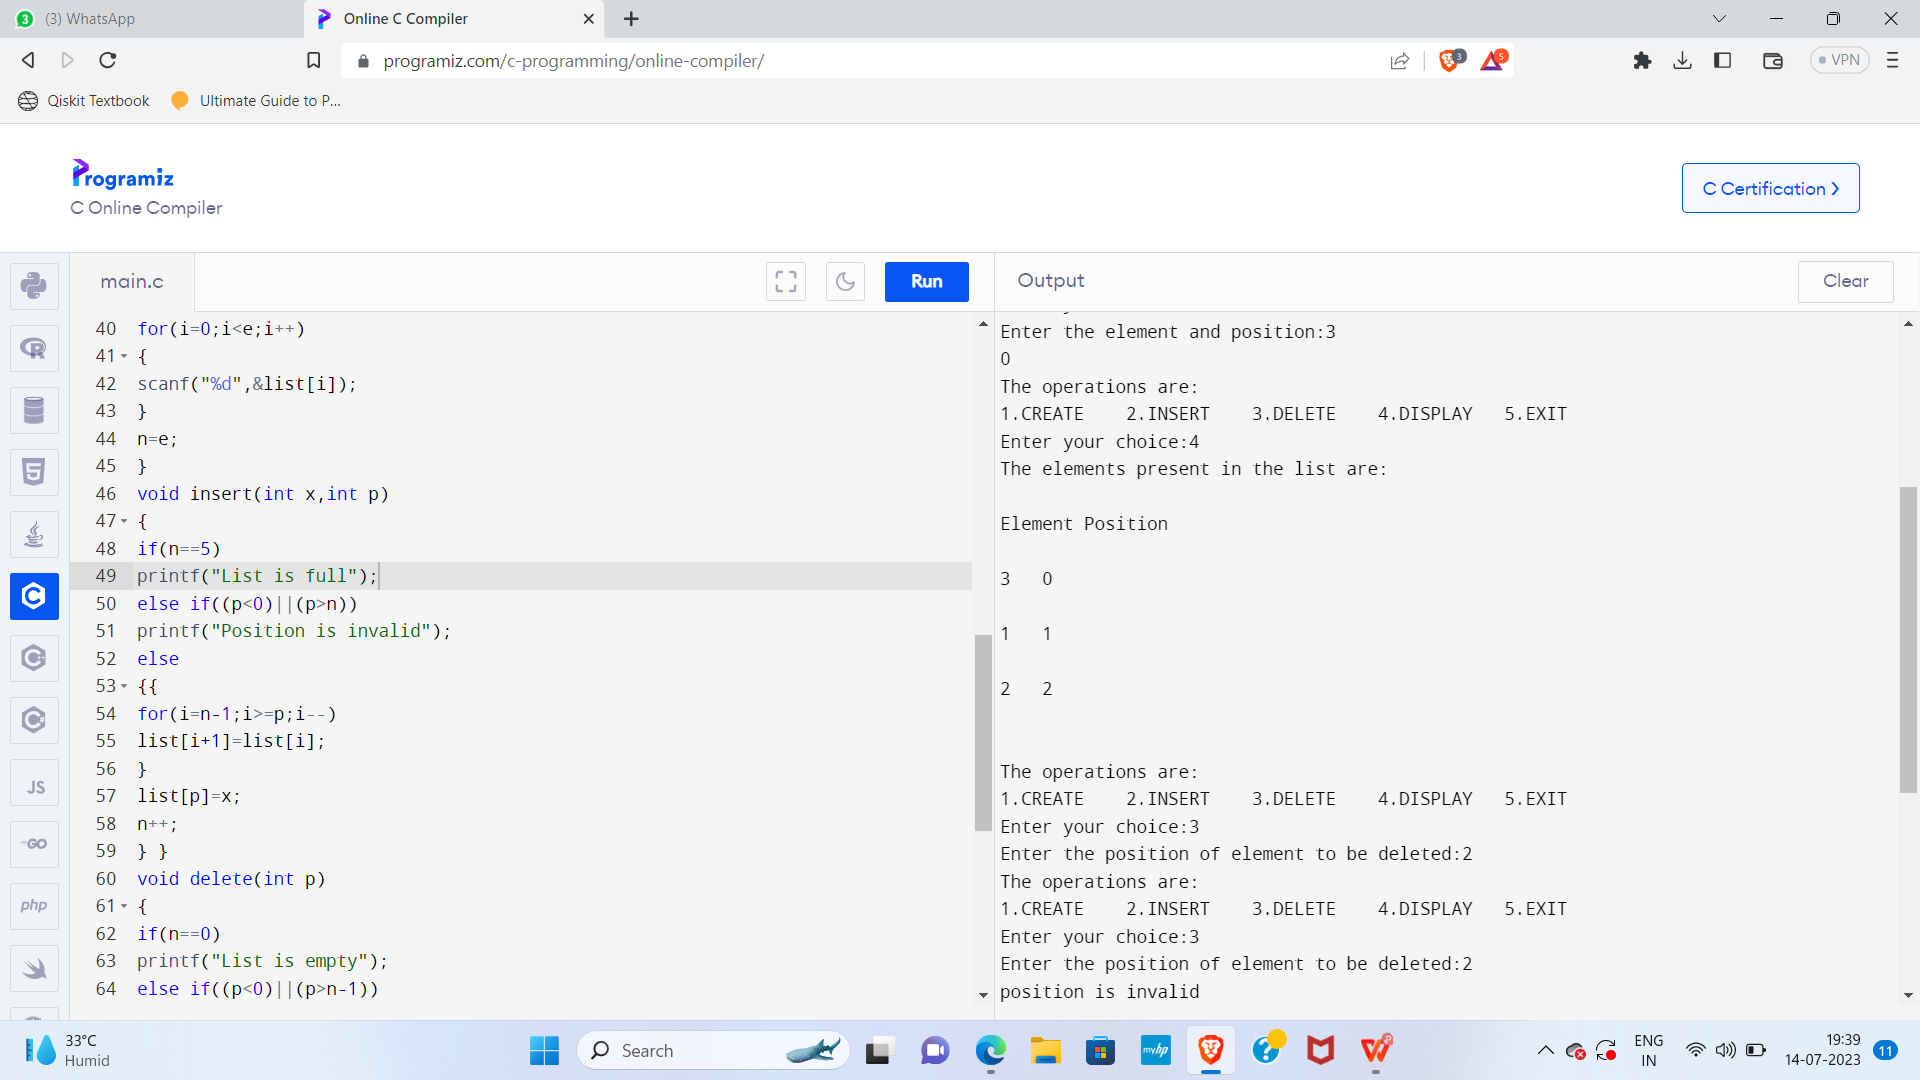 (3) WhatsApp
Online C Compiler
programiz.com/c-programming/online-compiler/
3
5
VPN
Qiskit Textbook
Ultimate Guide to P...
Programiz
C Online Compiler
C Certification
main.c
Run
Output
Clear
40 for(i=0;i<e;i++)
41 {
42 scanf("%d",&list[i]);
43 }
44 n=e;
45 }
46 void insert(int x,int p)
47 {
48 if(n==5)
49 printf("List is full");
50 else if((p<0)||(p>n))
51 printf("Position is invalid");
52 else
53 {{
54 for(i=n-1;i>=p;i--)
55 list[i+1]=list[i];
56 }
57 list[p]=x;
58 n++;
59 } }
60 void delete(int p)
61 {
62 if(n==0)
63 printf("List is empty");
64 else if((p<0)||(p>n-1))
Enter the element and position:3
0
The operations are:
1.CREATE 2.INSERT 3.DELETE 4.DISPLAY 5.EXIT
Enter your choice:4
The elements present in the list are:
Element Position
3 0
1 1
2 2
The operations are:
1.CREATE 2.INSERT 3.DELETE 4.DISPLAY 5.EXIT
Enter your choice:3
Enter the position of element to be deleted:2
The operations are:
1.CREATE 2.INSERT 3.DELETE 4.DISPLAY 5.EXIT
Enter your choice:3
Enter the position of element to be deleted:2
position is invalid
JS
GO
php
33°C
Humid
Search
myhp
ENG
IN
19:39
14-07-2023
11